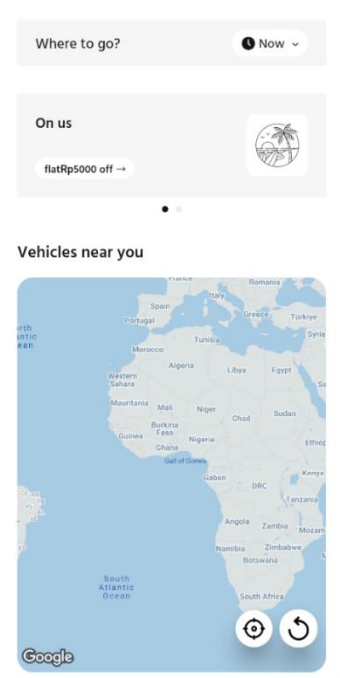 Where to go?
Now
On us
flatRp5000 off →
Vehicles near you
France
Romania
Italy
Spain
Greece
Türkiye
Portugal
Syria
Tunisia
Morocco
Algeria
Libya
Egypt
Western
Sahara
Mauritania
Mali
Niger
Chad
Sudan
Burkina
Faso
Guinea
Nigeria
Ghana
Ethiop
Gulf of Guinea
Gabon
Kenya
DRC
Tanzania
Angola
Zambia
Mozam
Namibia
Zimbabwe
Botswana
South
Atlantic
Ocean
South Africa
Google